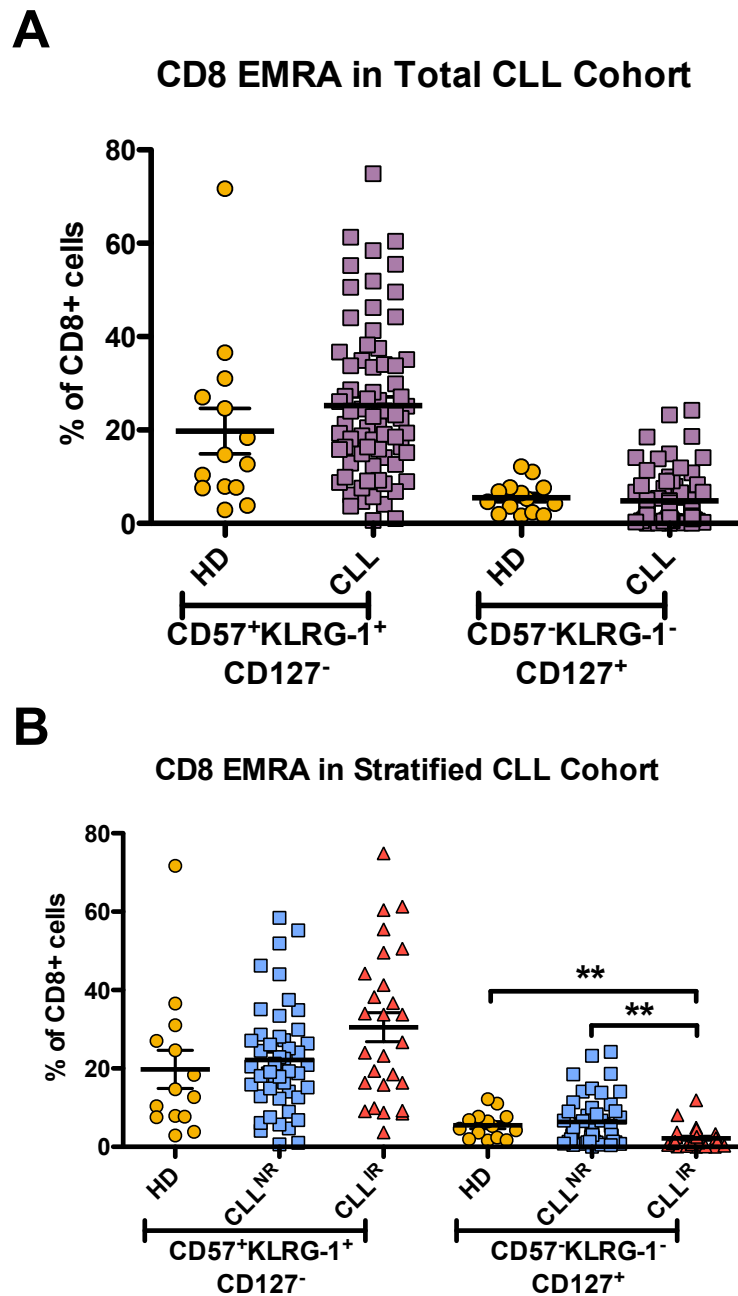 A
CD8 EMRA in Total CLL Cohort
% of CD8+ cells
80
60
40
20
0
HD
CLL
HD
CLL
CD57⁺KLRG-1⁺
CD127⁻
CD57⁻KLRG-1⁻
CD127⁺
B
CD8 EMRA in Stratified CLL Cohort
% of CD8+ cells
80
60
40
20
0
**
**
HD
CLL^NR
CLL^IR
HD
CLL^NR
CLL^IR
CD57⁺KLRG-1⁺
CD127⁻
CD57⁻KLRG-1⁻
CD127⁺